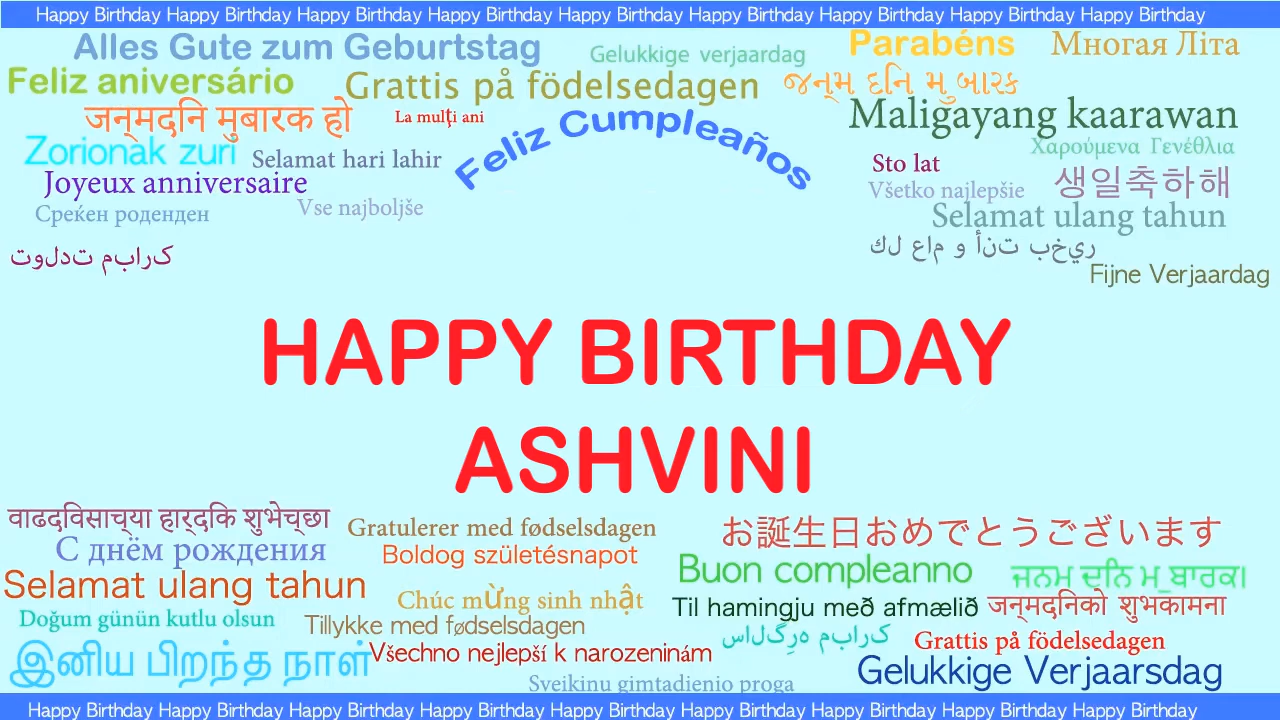 Happy Birthday Happy Birthday Happy Birthday Happy Birthday Happy Birthday Happy Birthday Happy Birthday Happy Birthday Happy Birthday
Alles Gute zum Geburtstag
Gelukkige verjaardag
Parabéns
Многая Літа
Feliz aniversário
Grattis på födelsedagen
જન્મ દિન મુબારક
जन्मदिन मुबारक हो
La mulţi ani
Feliz Cumpleaños
Maligayang kaarawan
Zorionak zuri
Selamat hari lahir
Sto lat
Χαρούμενα Γενέθλια
Joyeux anniversaire
Všetko najlepšie
생일축하해
Среќен роденден
Vse najboljše
Selamat ulang tahun
تولدت مبارک
كل عام و أنت بخير
Fijne Verjaardag
HAPPY BIRTHDAY
ASHVINI
वाढदिवसाच्या हार्दिक शुभेच्छा
Gratulerer med fødselsdagen
お誕生日おめでとうございます
С днём рождения
Boldog születésnapot
Buon compleanno
ਜਨਮ ਦਿਨ ਮੁਬਾਰਕ।
Selamat ulang tahun
Chúc mừng sinh nhật
Til hamingju með afmælið
जन्मदिनको शुभकामना
Doğum günün kutlu olsun
Tillykke med fødselsdagen
سالگرِہ مبارک
Grattis på födelsedagen
இனிய பிறந்த நாள்
Všechno nejlepší k narozeninám
Gelukkige Verjaarsdag
Sveikinu gimtadienio proga
Happy Birthday Happy Birthday Happy Birthday Happy Birthday Happy Birthday Happy Birthday Happy Birthday Happy Birthday Happy Birthday